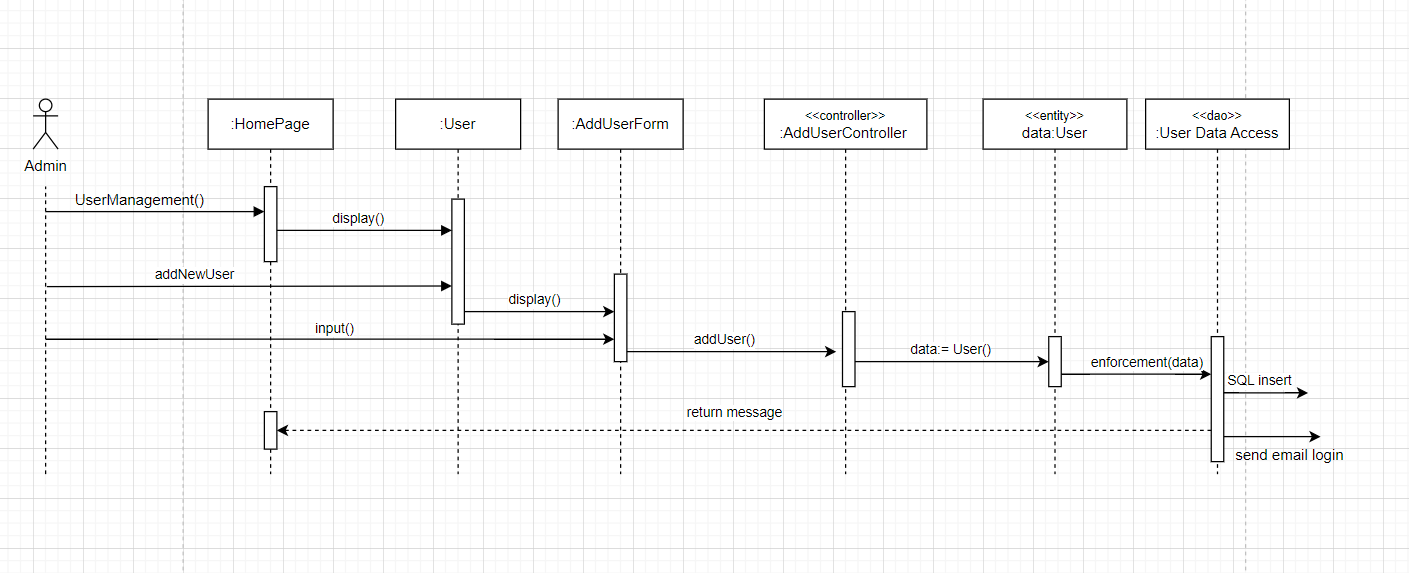 Admin
:HomePage
:User
:AddUserForm
<<controller>>
:AddUserController
<<entity>>
data:User
<<dao>>
:User Data Access
UserManagement()
display()
addNewUser
display()
input()
addUser()
data:= User()
enforcement(data)
SQL insert
return message
send email login